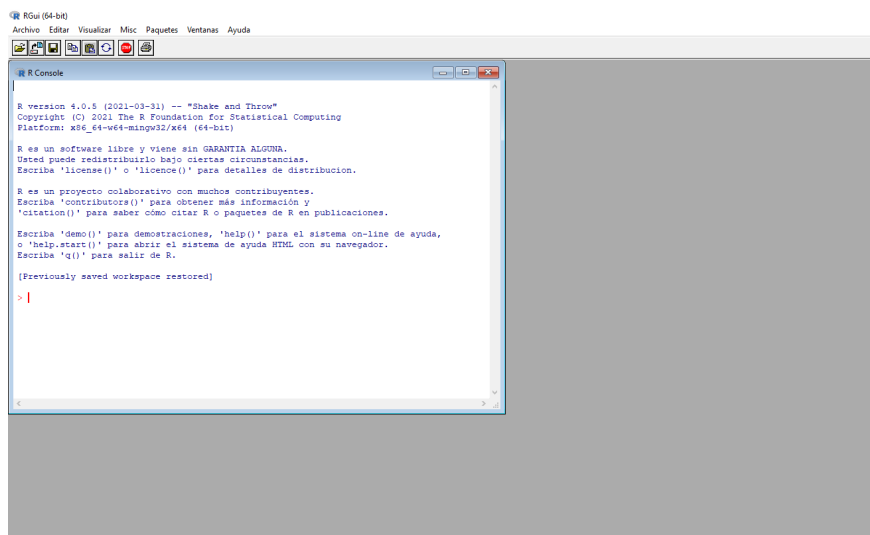 RGui (64-bit)
Archivo Editar Visualizar Misc Paquetes Ventanas Ayuda
STOP
R Console
R version 4.0.5 (2021-03-31) -- "Shake and Throw"
Copyright (C) 2021 The R Foundation for Statistical Computing
Platform: x86_64-w64-mingw32/x64 (64-bit)
R es un software libre y viene sin GARANTIA ALGUNA.
Usted puede redistribuirlo bajo ciertas circunstancias.
Escriba 'license()' o 'licence()' para detalles de distribucion.
R es un proyecto colaborativo con muchos contribuyentes.
Escriba 'contributors()' para obtener más información y
'citation()' para saber cómo citar R o paquetes de R en publicaciones.
Escriba 'demo()' para demostraciones, 'help()' para el sistema on-line de ayuda,
o 'help.start()' para abrir el sistema de ayuda HTML con su navegador.
Escriba 'q()' para salir de R.
[Previously saved workspace restored]
>